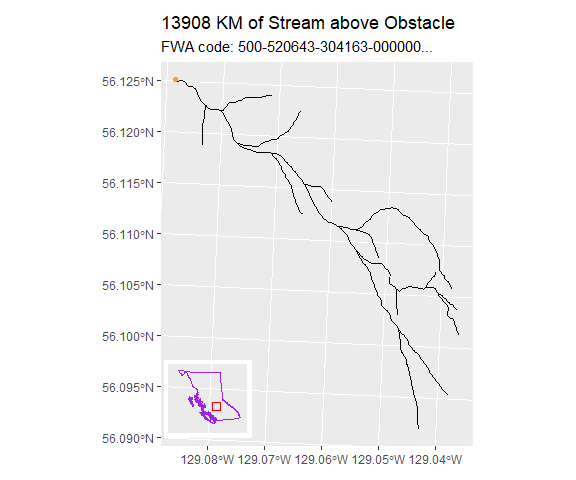 13908 KM of Stream above Obstacle
FWA code: 500-520643-304163-000000...
56.125°N
56.120°N
56.115°N
56.110°N
56.105°N
56.100°N
56.095°N
56.090°N
129.08°W 129.07°W 129.06°W 129.05°W 129.04°W